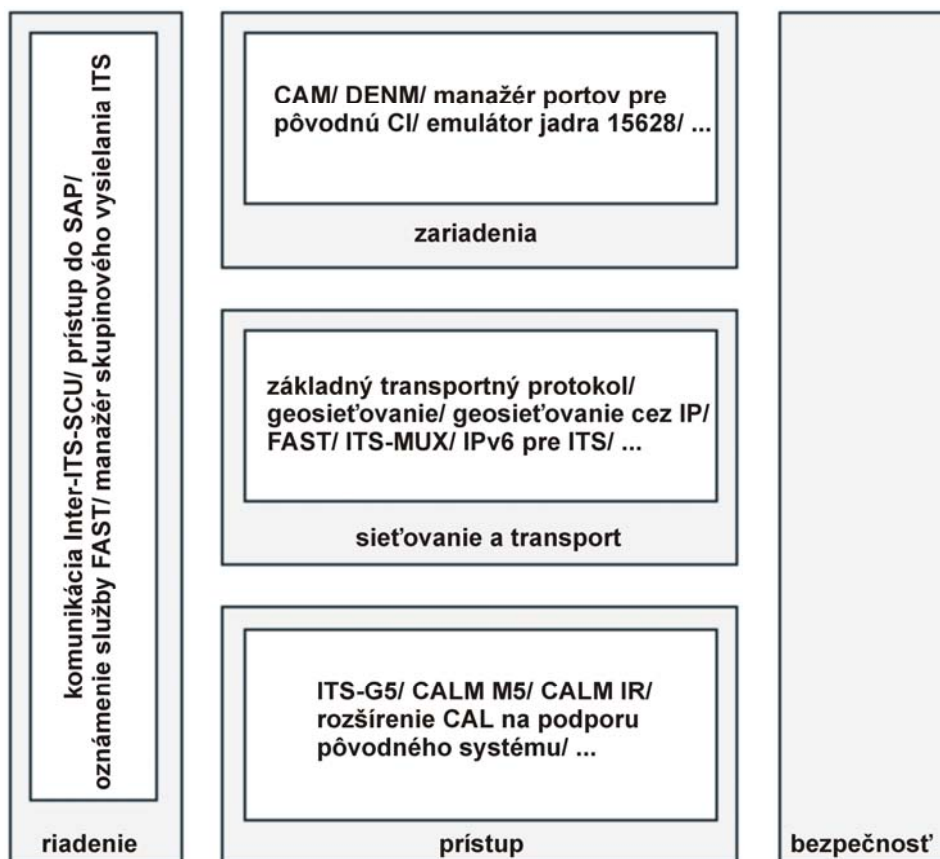 komunikácia Inter-ITS-SCU/ prístup do SAP/
oznámenie služby FAST/ manažér skupinového vysielania ITS
riadenie
CAM/ DENM/ manažér portov pre
pôvodnú CI/ emulátor jadra 15628/ ...
zariadenia
základný transportný protokol/
geosieťovanie/ geosieťovanie cez IP/
FAST/ ITS-MUX/ IPv6 pre ITS/ ...
sieťovanie a transport
ITS-G5/ CALM M5/ CALM IR/
rozšírenie CAL na podporu
pôvodného systému/ ...
prístup
bezpečnosť